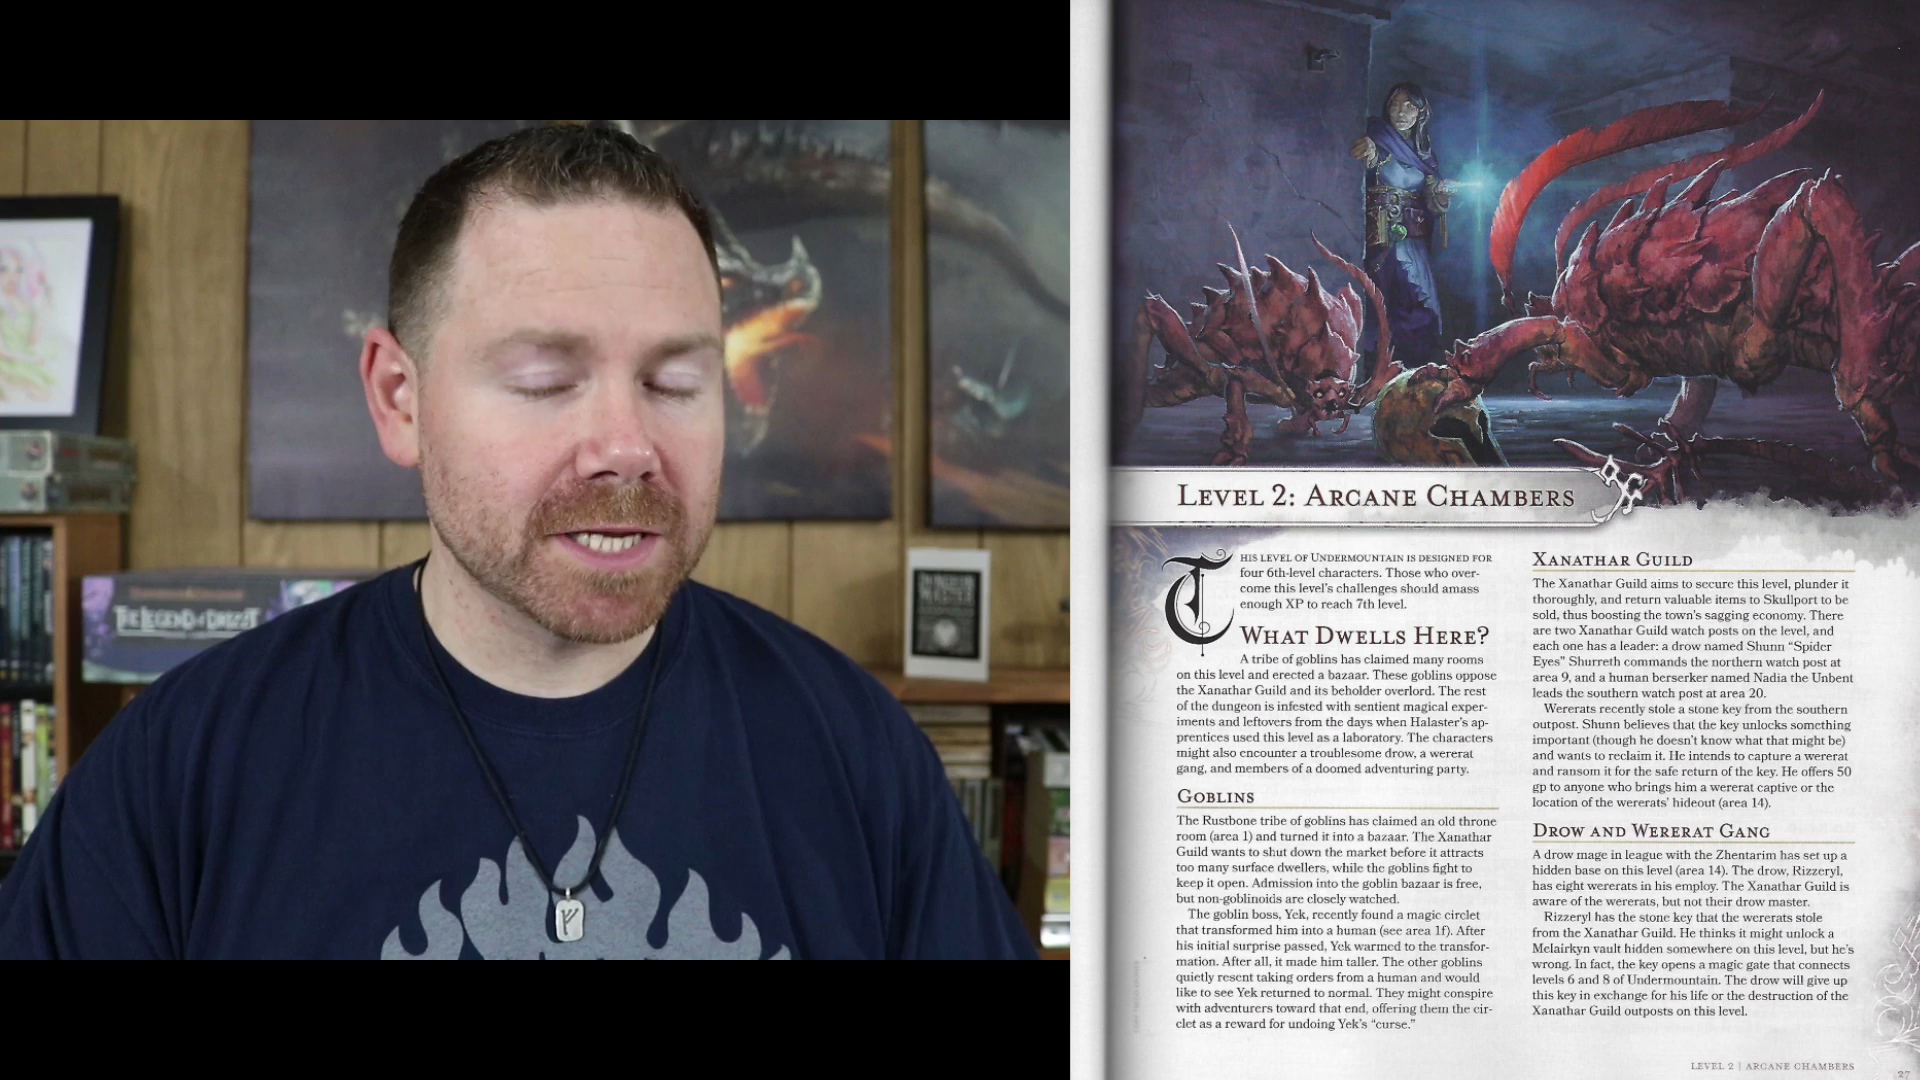 THE LEGEND OF DRIZZT
DUNGEON
MASTER
LEVEL 2: ARCANE CHAMBERS
THIS LEVEL OF UNDERMOUNTAIN IS DESIGNED FOR
four 6th-level characters. Those who over-
come this level's challenges should amass
enough XP to reach 7th level.
WHAT DWELLS HERE?
A tribe of goblins has claimed many rooms
on this level and erected a bazaar. These goblins oppose
the Xanathar Guild and its beholder overlord. The rest
of the dungeon is infested with sentient magical exper-
iments and leftovers from the days when Halaster's ap-
prentices used this level as a laboratory. The characters
might also encounter a troublesome drow, a wererat
gang, and members of a doomed adventuring party.
GOBLINS
The Rustbone tribe of goblins has claimed an old throne
room (area 1) and turned it into a bazaar. The Xanathar
Guild wants to shut down the market before it attracts
too many surface dwellers, while the goblins fight to
keep it open. Admission into the goblin bazaar is free,
but non-goblinoids are closely watched.
The goblin boss, Yek, recently found a magic circlet
that transformed him into a human (see area 1f). After
his initial surprise passed, Yek warmed to the transfor-
mation. After all, it made him taller. The other goblins
quietly resent taking orders from a human and would
like to see Yek returned to normal. They might conspire
with adventurers toward that end, offering them the cir-
clet as a reward for undoing Yek's “curse.”
XANATHAR GUILD
The Xanathar Guild aims to secure this level, plunder it
thoroughly, and return valuable items to Skullport to be
sold, thus boosting the town's sagging economy. There
are two Xanathar Guild watch posts on the level, and
each one has a leader: a drow named Shunn “Spider
Eyes” Shurreth commands the northern watch post at
area 9, and a human berserker named Nadia the Unbent
leads the southern watch post at area 20.
Wererats recently stole a stone key from the southern
outpost. Shunn believes that the key unlocks something
important (though he doesn't know what that might be)
and wants to reclaim it. He intends to capture a wererat
and ransom it for the safe return of the key. He offers 50
gp to anyone who brings him a wererat captive or the
location of the wererats' hideout (area 14).
DROW AND WERERAT GANG
A drow mage in league with the Zhentarim has set up a
hidden base on this level (area 14). The drow, Rizzeryl,
has eight wererats in his employ. The Xanathar Guild is
aware of the wererats, but not their drow master.
Rizzeryl has the stone key that the wererats stole
from the Xanathar Guild. He thinks it might unlock a
Melairkyn vault hidden somewhere on this level, but he's
wrong. In fact, the key opens a magic gate that connects
levels 6 and 8 of Undermountain. The drow will give up
this key in exchange for his life or the destruction of the
Xanathar Guild outposts on this level.
LEVEL 2 | ARCANE CHAMBERS
27